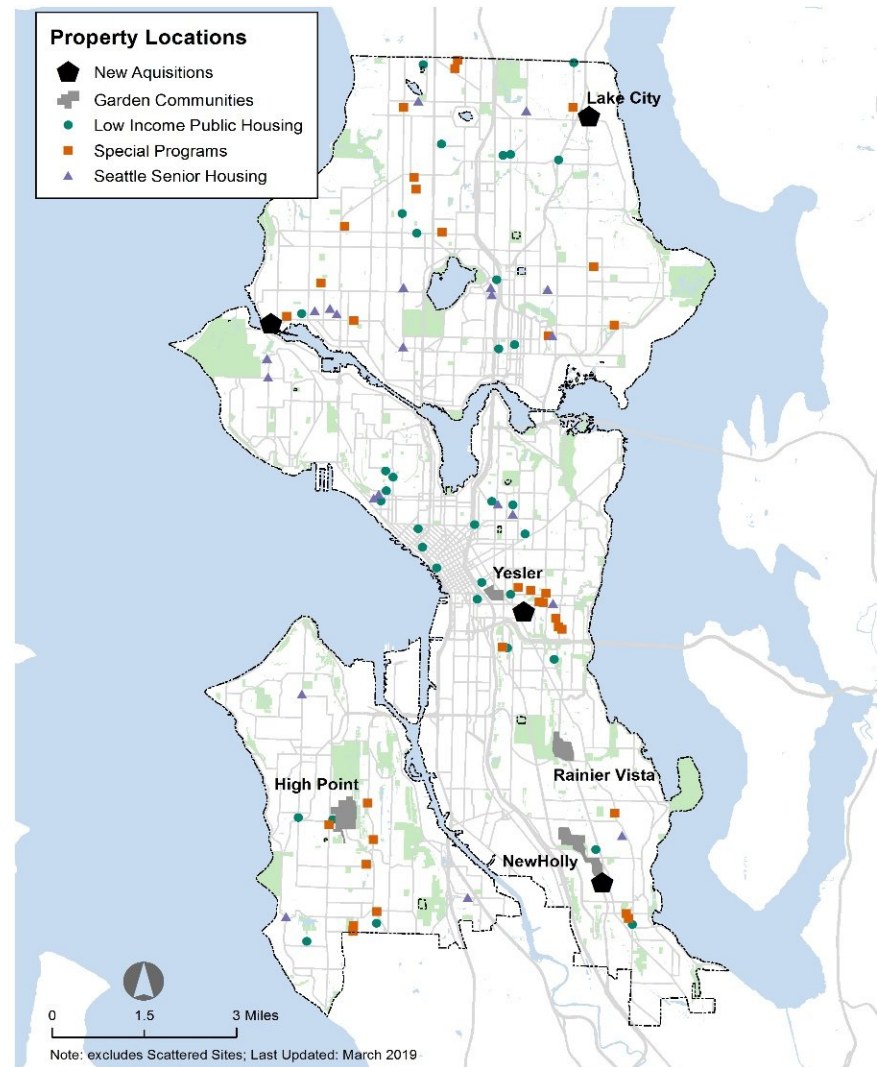 Property Locations
New Aquisitions
Garden Communities
Low Income Public Housing
Special Programs
Seattle Senior Housing
Lake City
Yesler
Rainier Vista
High Point
NewHolly
0 1.5 3 Miles
Note: excludes Scattered Sites; Last Updated: March 2019